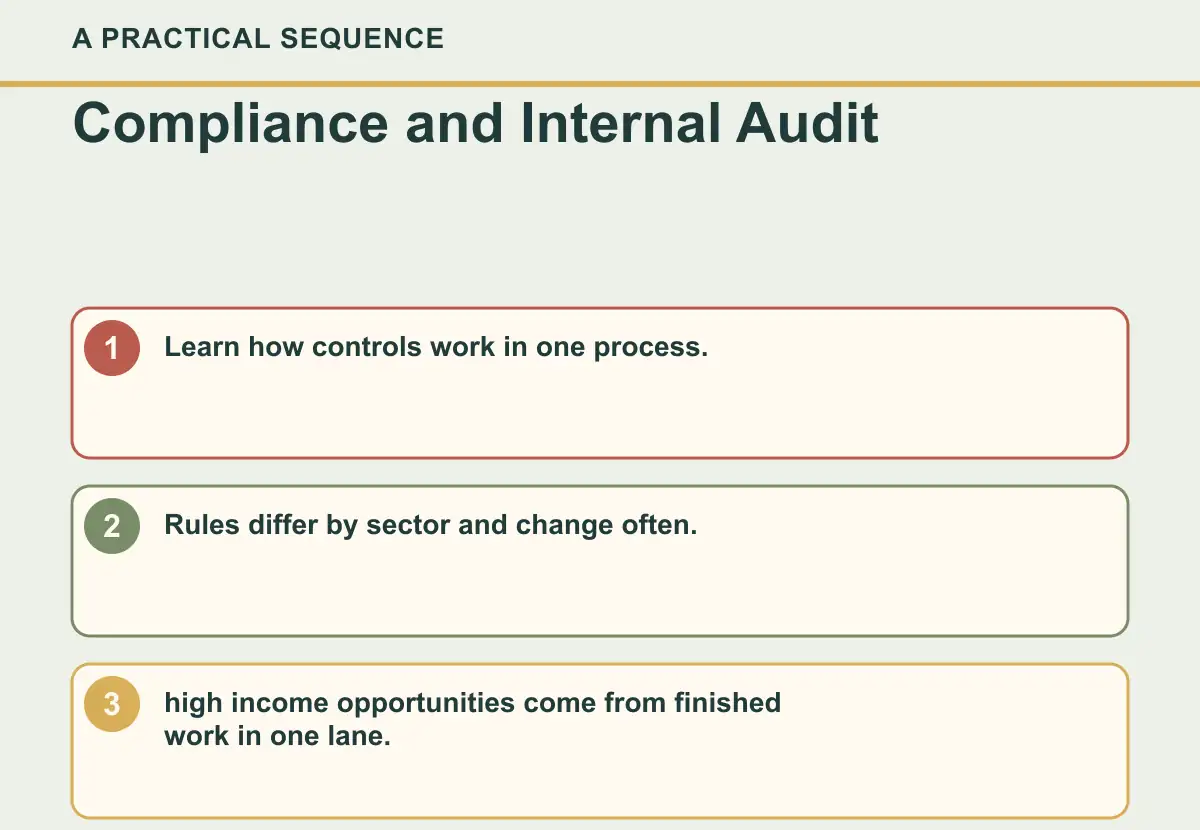 A PRACTICAL SEQUENCE
Compliance and Internal Audit
1
Learn how controls work in one process.
2
Rules differ by sector and change often.
3
high income opportunities come from finished
work in one lane.